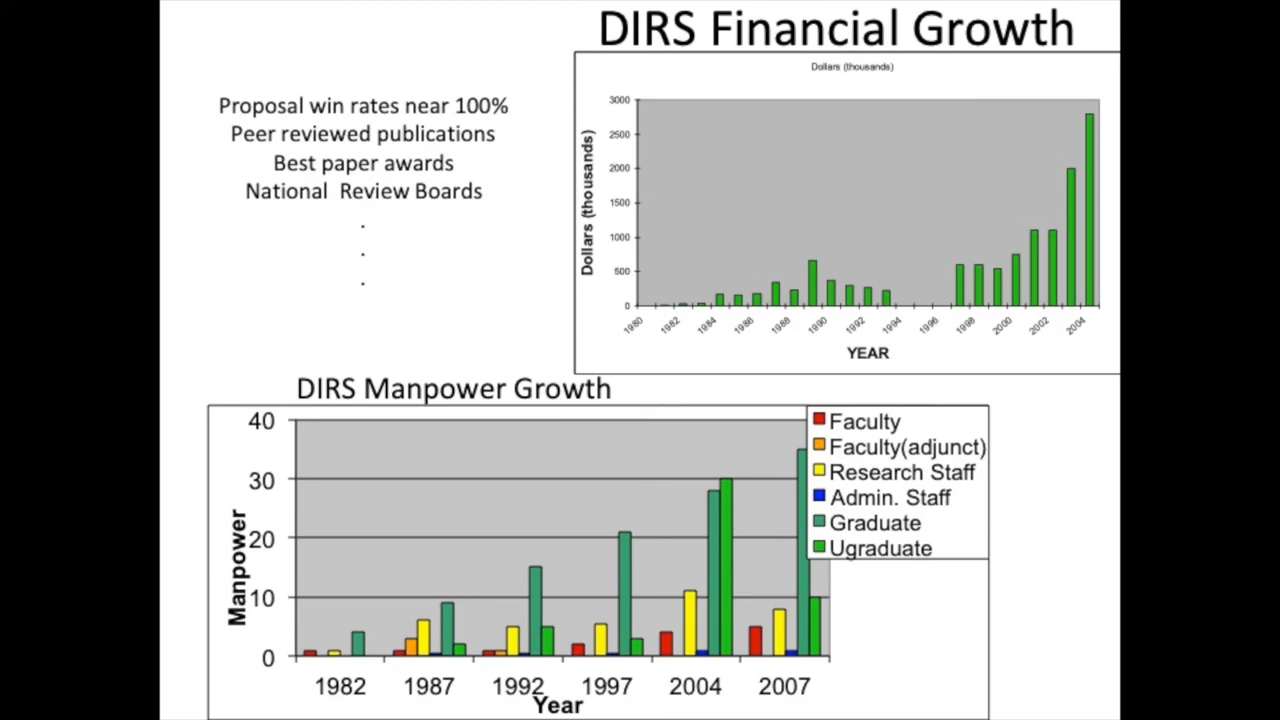 DIRS Financial Growth
Dollars (thousands)
Proposal win rates near 100%
Peer reviewed publications
Best paper awards
National Review Boards
.
.
.
Dollars (thousands)
3000
2500
2000
1500
1000
500
0
1980 1982 1984 1986 1988 1990 1992 1994 1996 1998 2000 2002 2004
YEAR
DIRS Manpower Growth
Manpower
40
30
20
10
0
Faculty
Faculty(adjunct)
Research Staff
Admin. Staff
Graduate
Ugraduate
1982 1987 1992 1997 2004 2007
Year